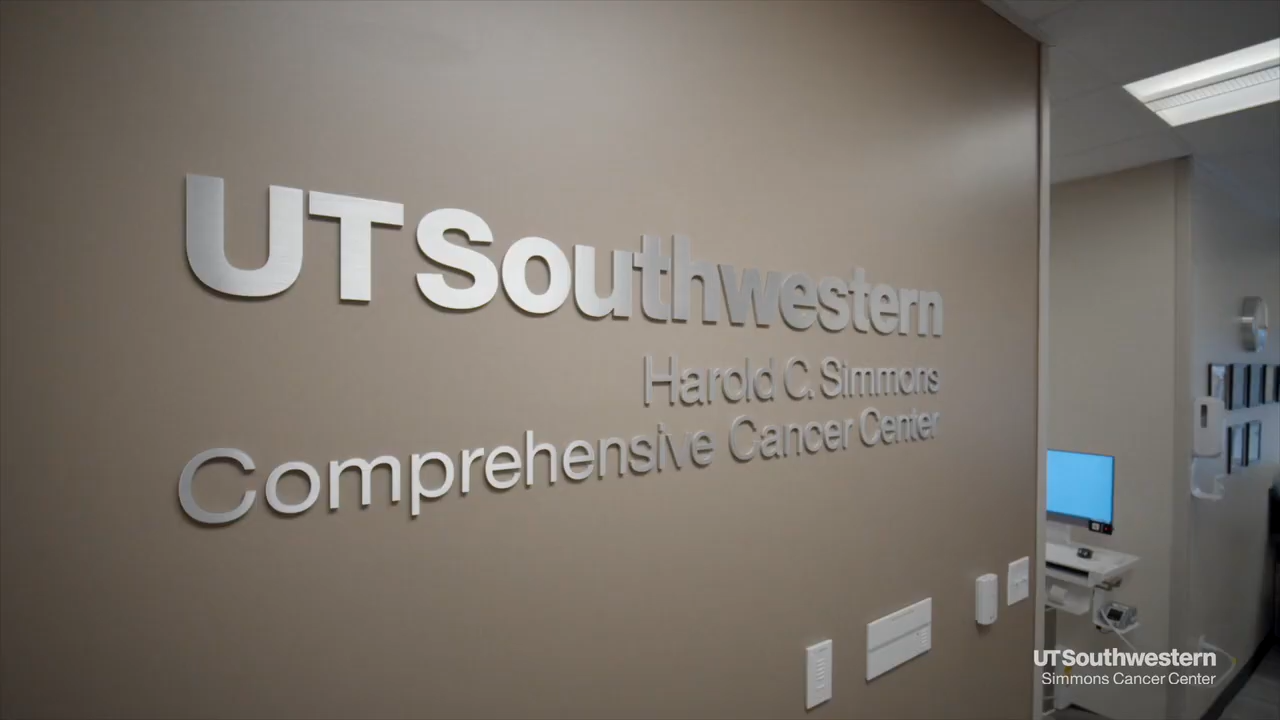 UTSouthwestern
Harold C. Simmons
Comprehensive Cancer Center
UTSouthwestern
Simmons Cancer Center